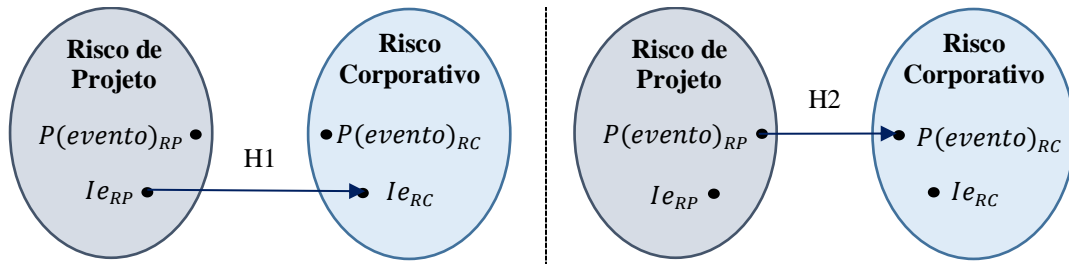 Risco de
Projeto
P(evento)RP
IeRP
H1
Risco
Corporativo
P(evento)RC
IeRC
Risco de
Projeto
P(evento)RP
IeRP
H2
Risco
Corporativo
P(evento)RC
IeRC